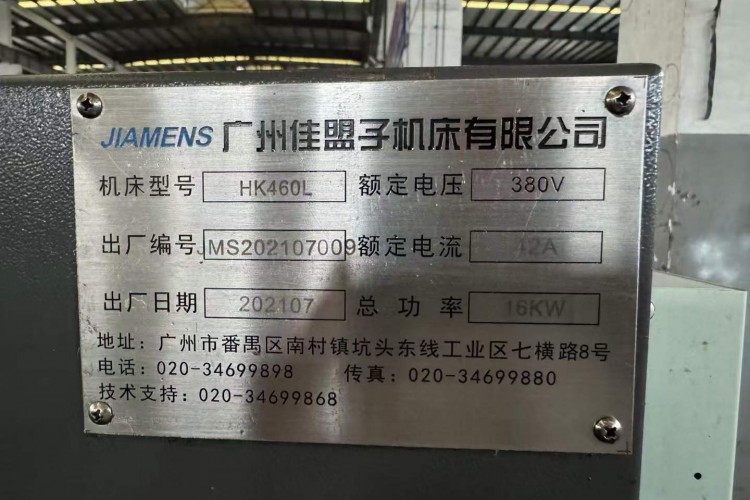 JIAMENS 广州佳盟子机床有限公司
机床型号 HK460L 额定电压 380V
出厂编号 JMS202107009 额定电流 42A
出厂日期 202107 总功率 16KW
地址：广州市番禺区南村镇坑头东线工业区七横路8号
电话：020-34699898 传真：020-34699880
技术支持：020-34699868